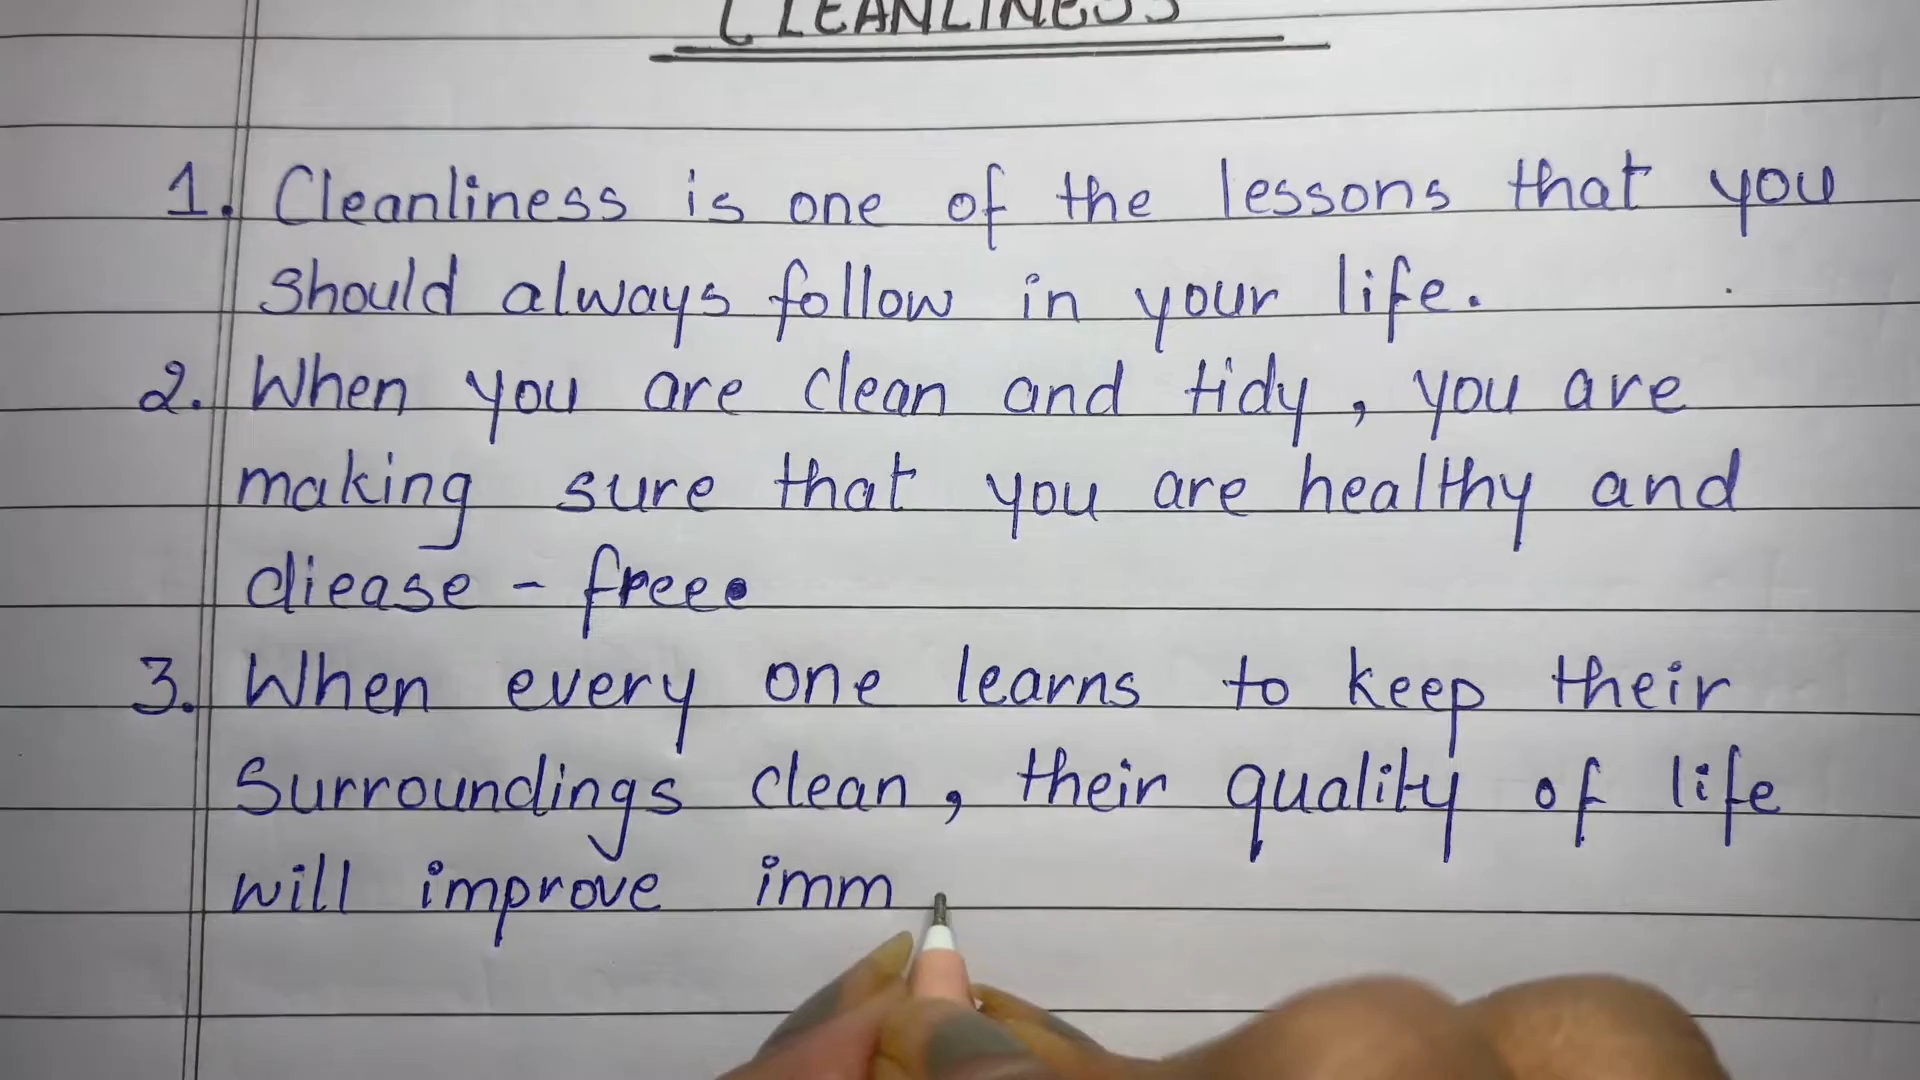 CLEANLINESS
1. Cleanliness is one of the lessons that you
should always follow in your life.
2. When you are clean and tidy, you are
making sure that you are healthy and
diease - free.
3. When every one learns to keep their
surroundings clean, their quality of life
will improve imm